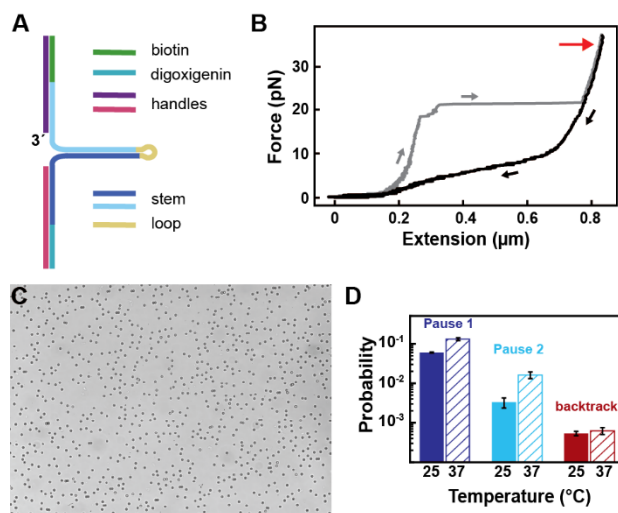 A
biotin
digoxigenin
handles
3´
stem
loop
B
Force (pN)
30
20
10
0
0 0.2 0.4 0.6 0.8
Extension (µm)
C
D
Probability
10-1
10-2
10-3
Pause 1
Pause 2
backtrack
25 37 25 37 25 37
Temperature (°C)